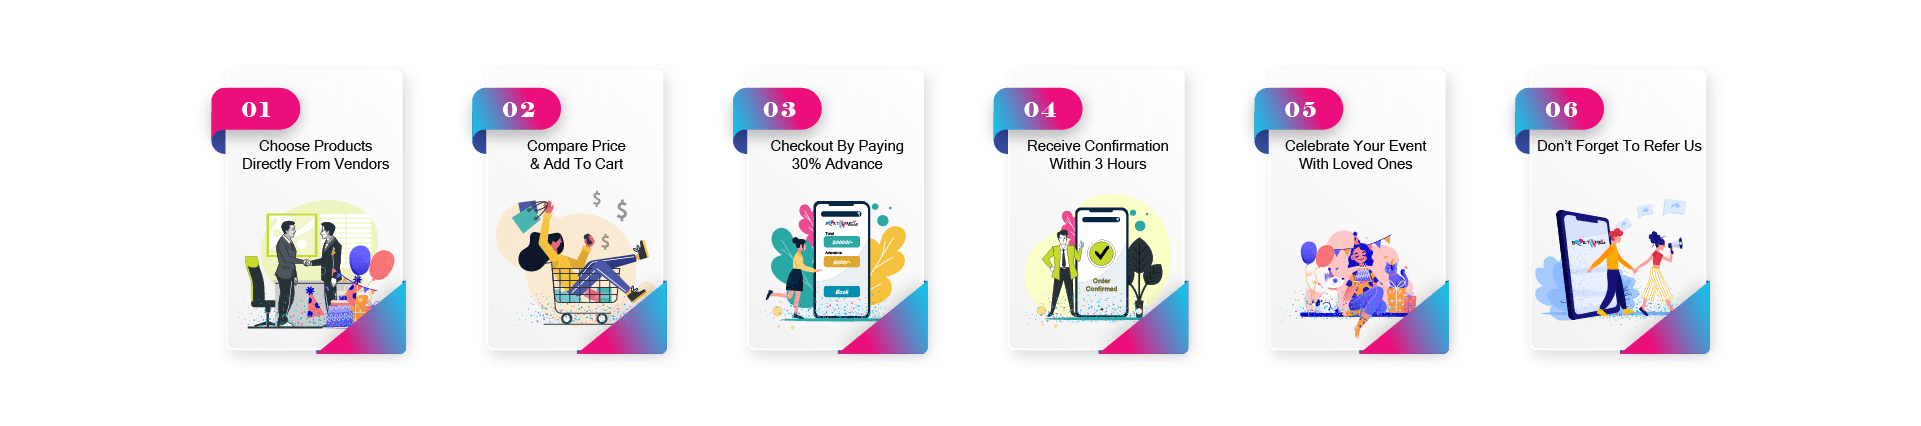 01
Choose Products
Directly From Vendors
02
Compare Price
& Add To Cart
$
$
$
03
Checkout By Paying
30% Advance
Total
20000/-
Advance
6000/-
Book
04
Receive Confirmation
Within 3 Hours
Order
Confirmed
05
Celebrate Your Event
With Loved Ones
06
Don’t Forget To Refer Us